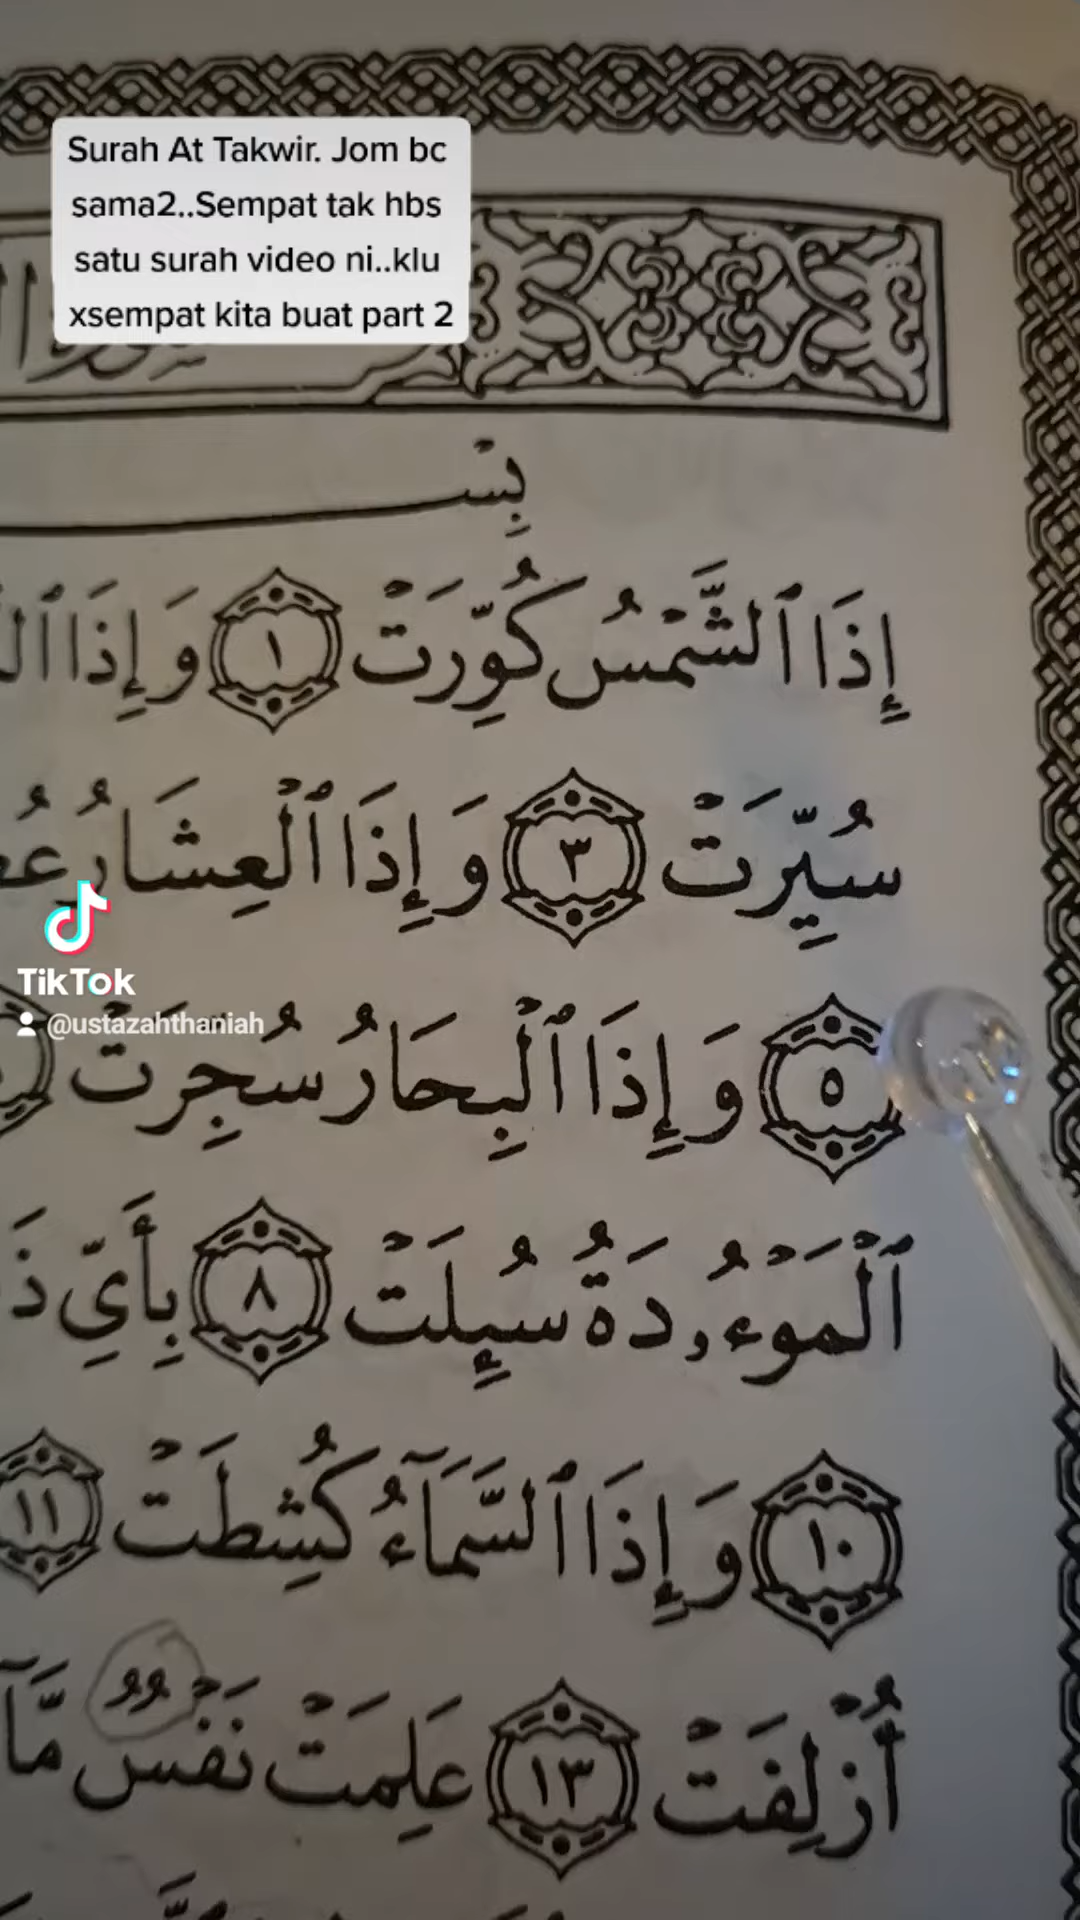 Surah At Takwir. Jom bc
sama2..Sempat tak hbs
satu surah video ni..klu
xsempat kita buat part 2
بِسْ
إِذَا ٱلشَّمْسُ كُوِّرَتْ ١ وَإِذَا
سُيِّرَتْ ٣ وَإِذَا ٱلْعِشَارُ
TikTok
@ustazahthaniah
٥ وَإِذَا ٱلْبِحَارُ سُجِّرَتْ
ٱلْمَوْءُۥدَةُ سُئِلَتْ ٨ بِأَيِّ
١٠ وَإِذَا ٱلسَّمَآءُ كُشِطَتْ ١١
أُزْلِفَتْ ١٣ عَلِمَتْ نَفْسٌ مَّآ